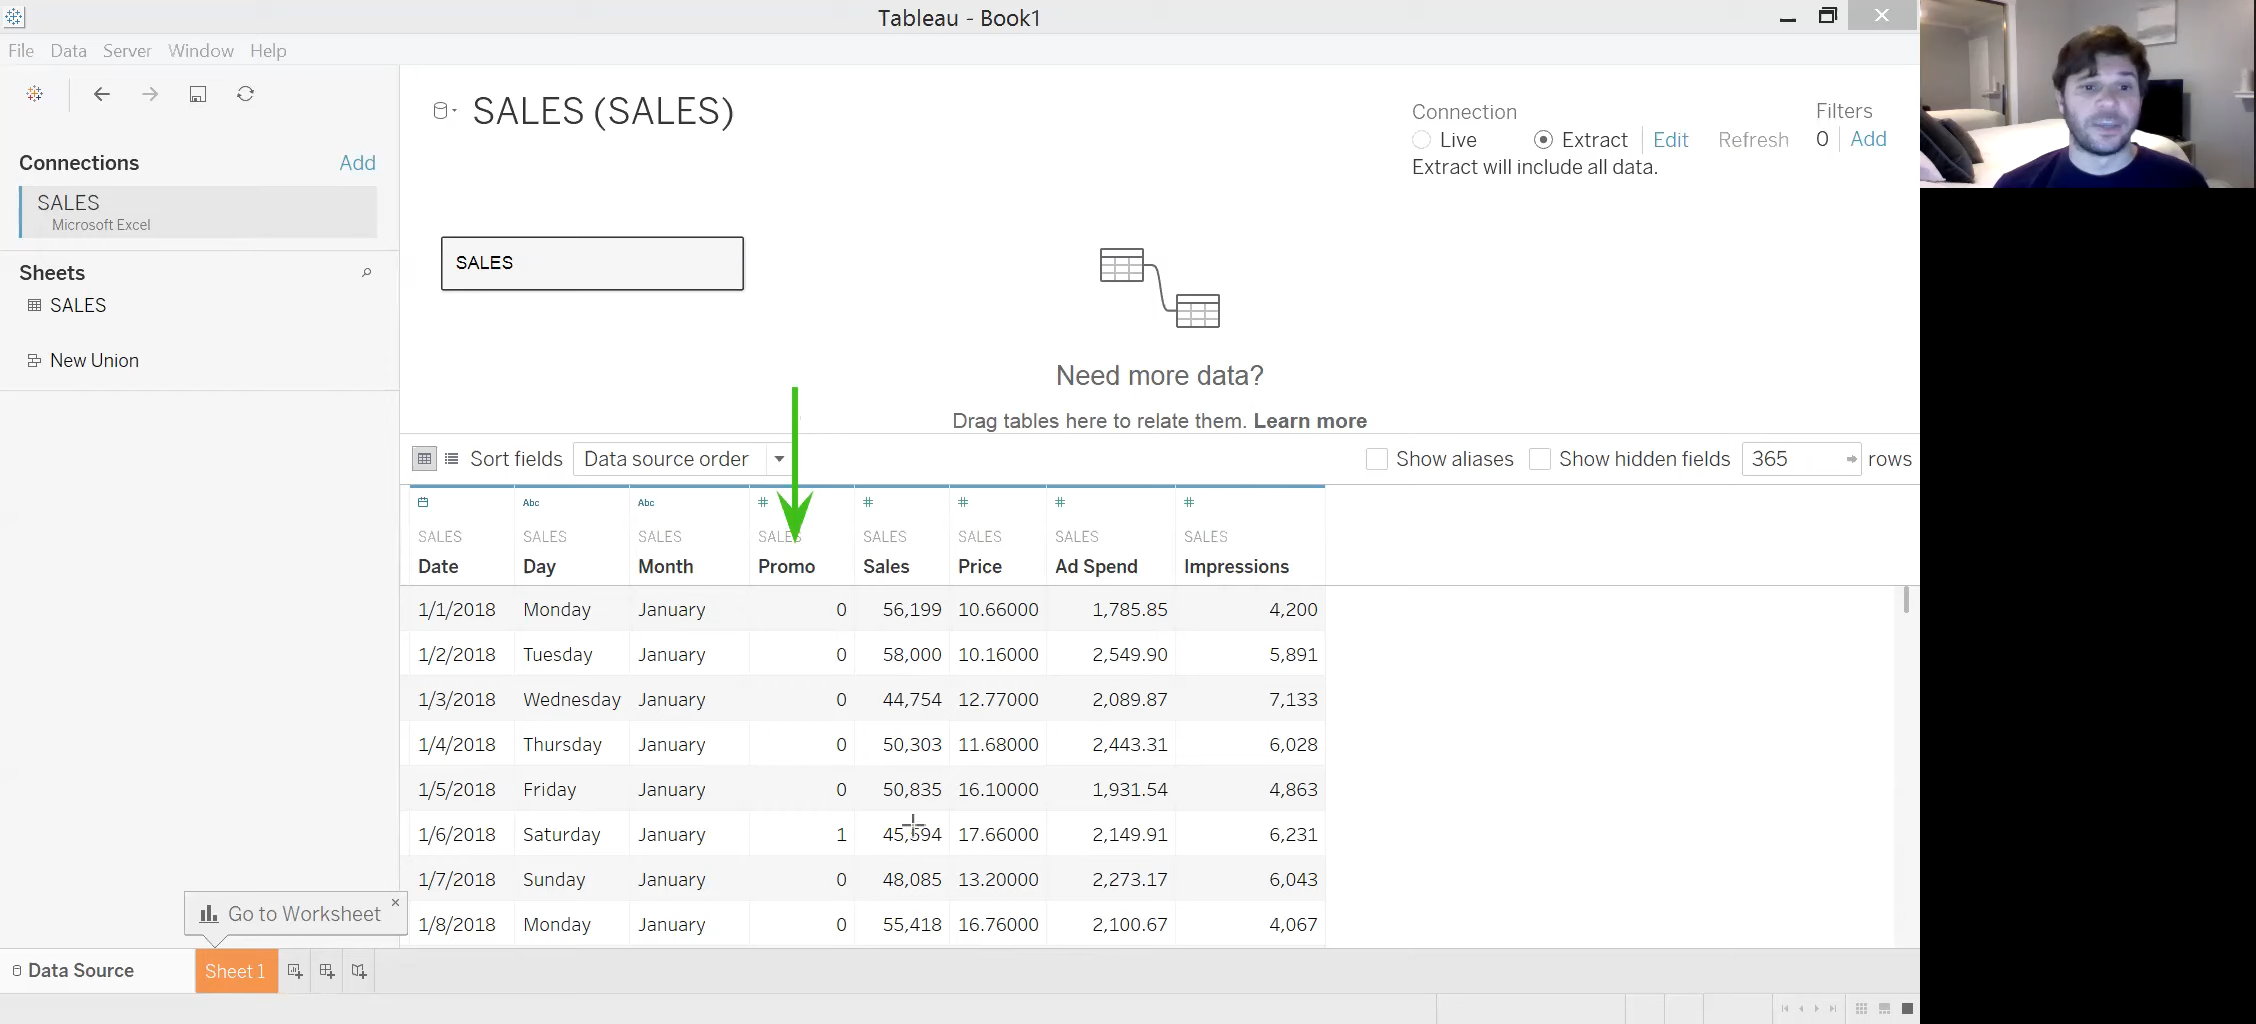 Tableau - Book1
File Data Server Window Help
SALES (SALES)
Connection
Live Extract Edit Refresh
Extract will include all data.
Filters
0 Add
Connections Add
SALES
Microsoft Excel
Sheets
SALES
New Union
SALES
Need more data?
Drag tables here to relate them. Learn more
Sort fields Data source order Show aliases Show hidden fields 365 rows
Abc Abc # # # # #
SALES SALES SALES SALES SALES SALES SALES SALES
Date Day Month Promo Sales Price Ad Spend Impressions
1/1/2018 Monday January 0 56,199 10.66000 1,785.85 4,200
1/2/2018 Tuesday January 0 58,000 10.16000 2,549.90 5,891
1/3/2018 Wednesday January 0 44,754 12.77000 2,089.87 7,133
1/4/2018 Thursday January 0 50,303 11.68000 2,443.31 6,028
1/5/2018 Friday January 0 50,835 16.10000 1,931.54 4,863
1/6/2018 Saturday January 1 45,594 17.66000 2,149.91 6,231
1/7/2018 Sunday January 0 48,085 13.20000 2,273.17 6,043
1/8/2018 Monday January 0 55,418 16.76000 2,100.67 4,067
Go to Worksheet
Data Source Sheet 1